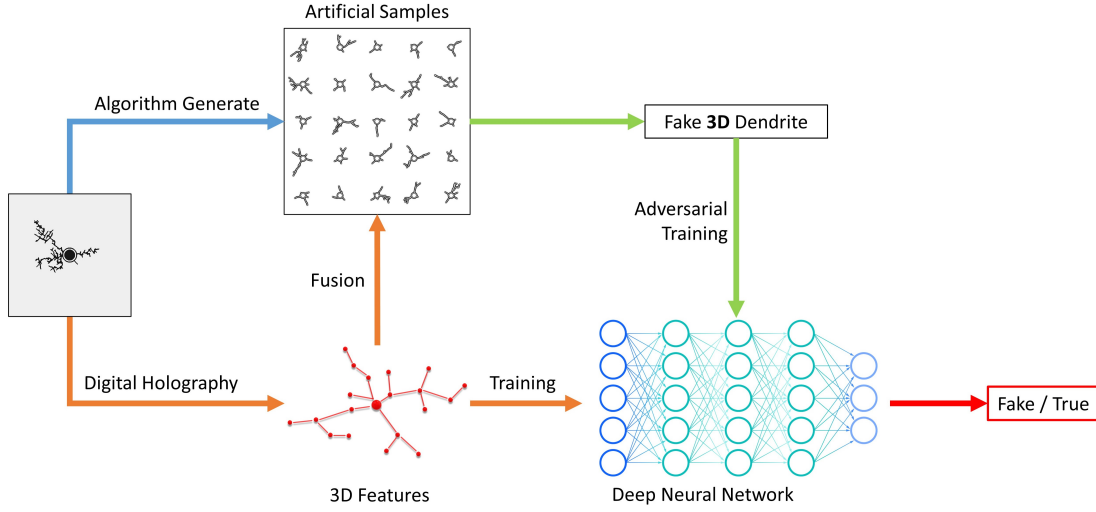 Artificial Samples
Algorithm Generate
Fake 3D Dendrite
Adversarial
Training
Fusion
Digital Holography
Training
Fake / True
3D Features
Deep Neural Network